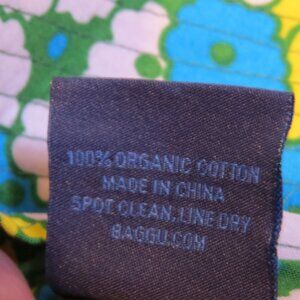 100% ORGANIC COTTON
MADE IN CHINA
SPOT CLEAN, LINE DRY
BAGGU.COM